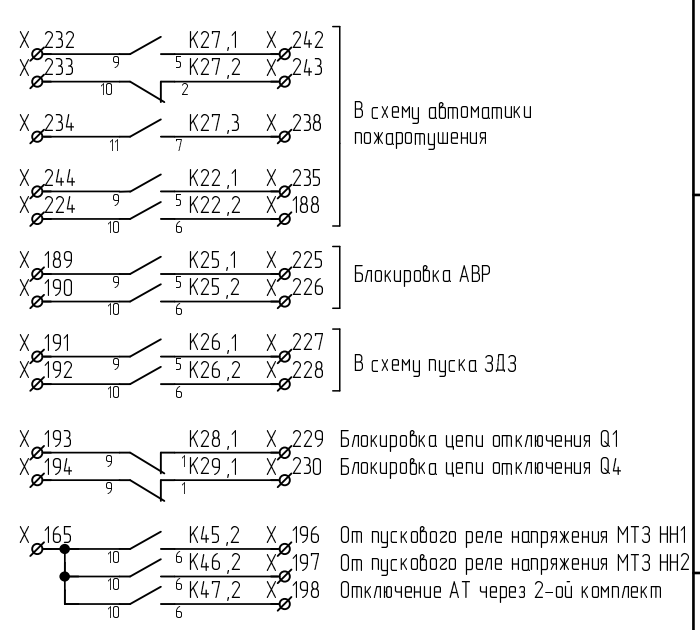 X 232 9 5 K27,1 X 242
X 233 10 2 K27,2 X 243
X 234 11 7 K27,3 X 238
X 244 9 5 K22,1 X 235
X 224 10 6 K22,2 X 188
В схему автоматики
пожаротушения
X 189 9 5 K25,1 X 225
X 190 10 6 K25,2 X 226
Блокировка АВР
X 191 9 5 K26,1 X 227
X 192 10 6 K26,2 X 228
В схему пуска ЗДЗ
X 193 9 1 K28,1 X 229 Блокировка цепи отключения Q1
X 194 9 1 K29,1 X 230 Блокировка цепи отключения Q4
X 165 10 6 K45,2 X 196 От пускового реле напряжения МТЗ НН1
10 6 K46,2 X 197 От пускового реле напряжения МТЗ НН2
10 6 K47,2 X 198 Отключение АТ через 2-ой комплект